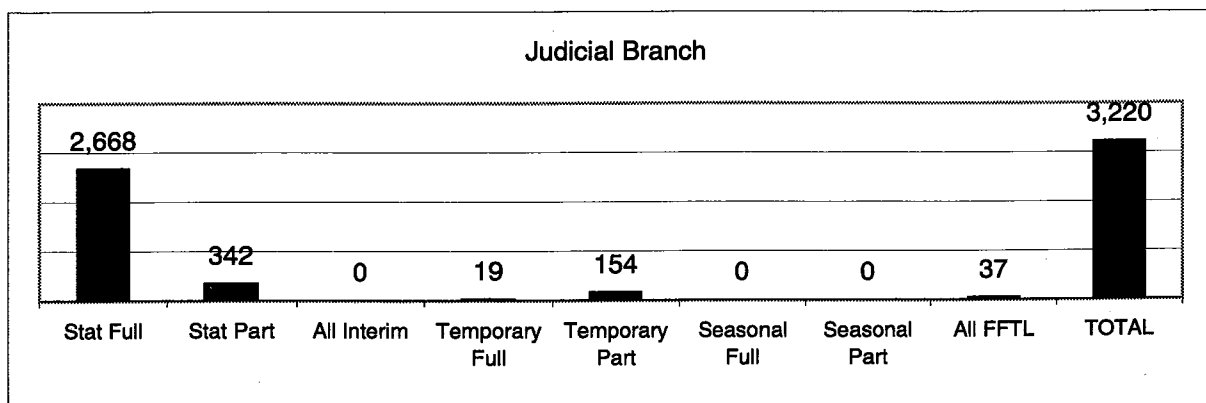 Judicial Branch
2,668 342 0 19 154 0 0 37 3,220
Stat Full Stat Part All Interim Temporary Full Temporary Part Seasonal Full Seasonal Part All FFTL TOTAL